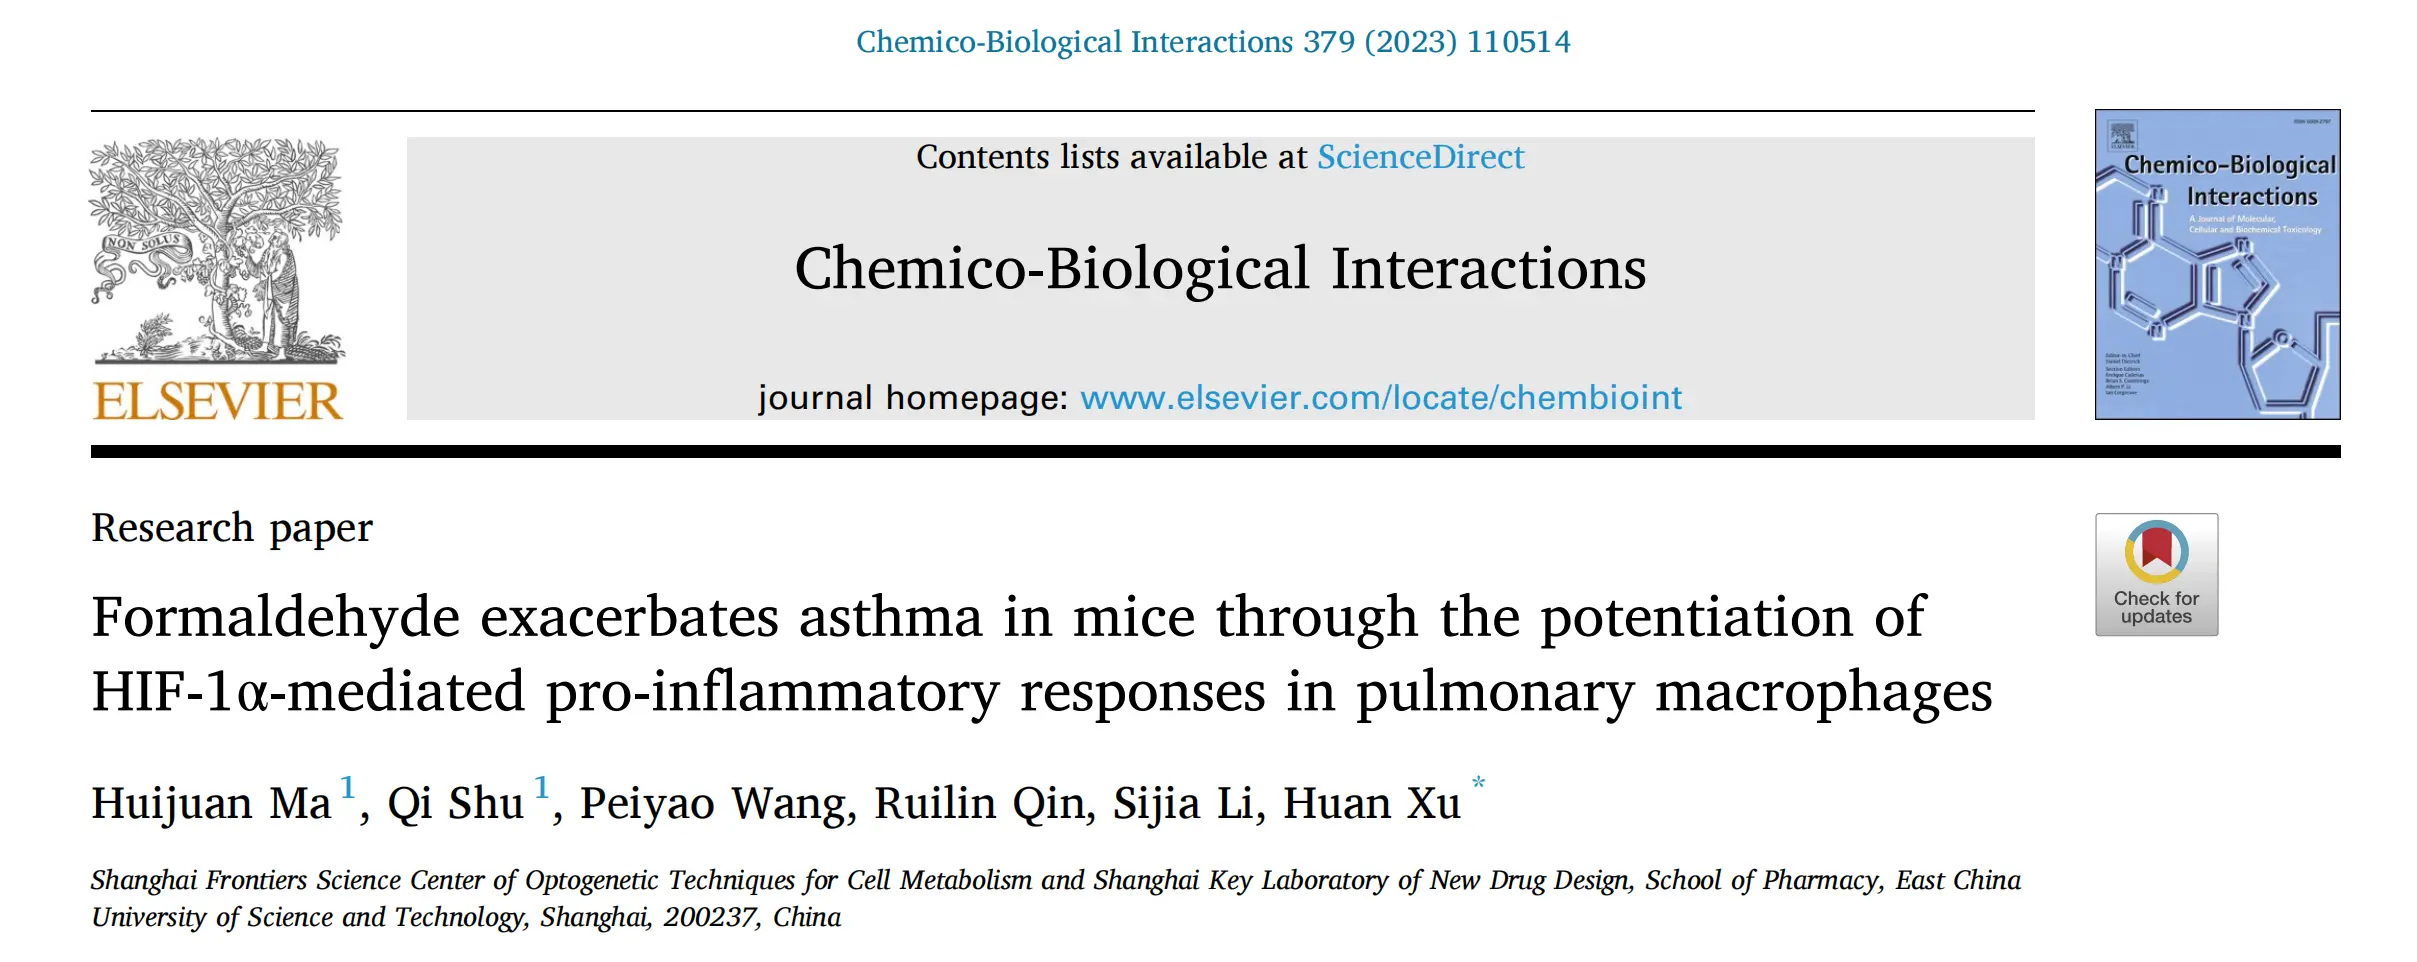 Chemico-Biological Interactions 379 (2023) 110514
Contents lists available at ScienceDirect
Chemico-Biological Interactions
journal homepage: www.elsevier.com/locate/chembioint
NON SOLUS
ELSEVIER
Chemico-Biological
Interactions
A Journal of Molecular,
Cellular and Biochemical Toxicology
Research paper
Check for
updates
Formaldehyde exacerbates asthma in mice through the potentiation of
HIF-1α-mediated pro-inflammatory responses in pulmonary macrophages
Huijuan Ma 1, Qi Shu 1, Peiyao Wang, Ruilin Qin, Sijia Li, Huan Xu *
Shanghai Frontiers Science Center of Optogenetic Techniques for Cell Metabolism and Shanghai Key Laboratory of New Drug Design, School of Pharmacy, East China
University of Science and Technology, Shanghai, 200237, China